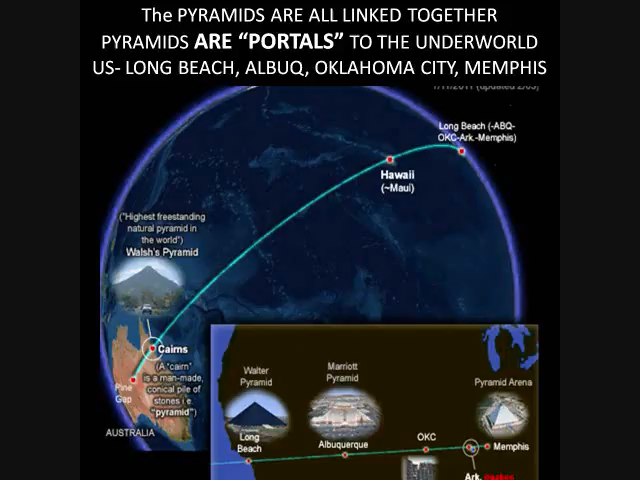 The PYRAMIDS ARE ALL LINKED TOGETHER
PYRAMIDS ARE “PORTALS” TO THE UNDERWORLD
US- LONG BEACH, ALBUQ, OKLAHOMA CITY, MEMPHIS
(updated 2/03)
Long Beach (-ABQ-
OKC-Ark.-Memphis)
Hawaii
(~Maui)
("Highest freestanding
natural pyramid in
the world")
Walsh's Pyramid
Cairns
(A "cairn"
is a man-made,
conical pile of
stones i.e.
"pyramid")
Pine
Gap
AUSTRALIA
Walter
Pyramid
Marriott
Pyramid
Pyramid Arena
Long
Beach
Albuquerque
OKC
Memphis
Ark.